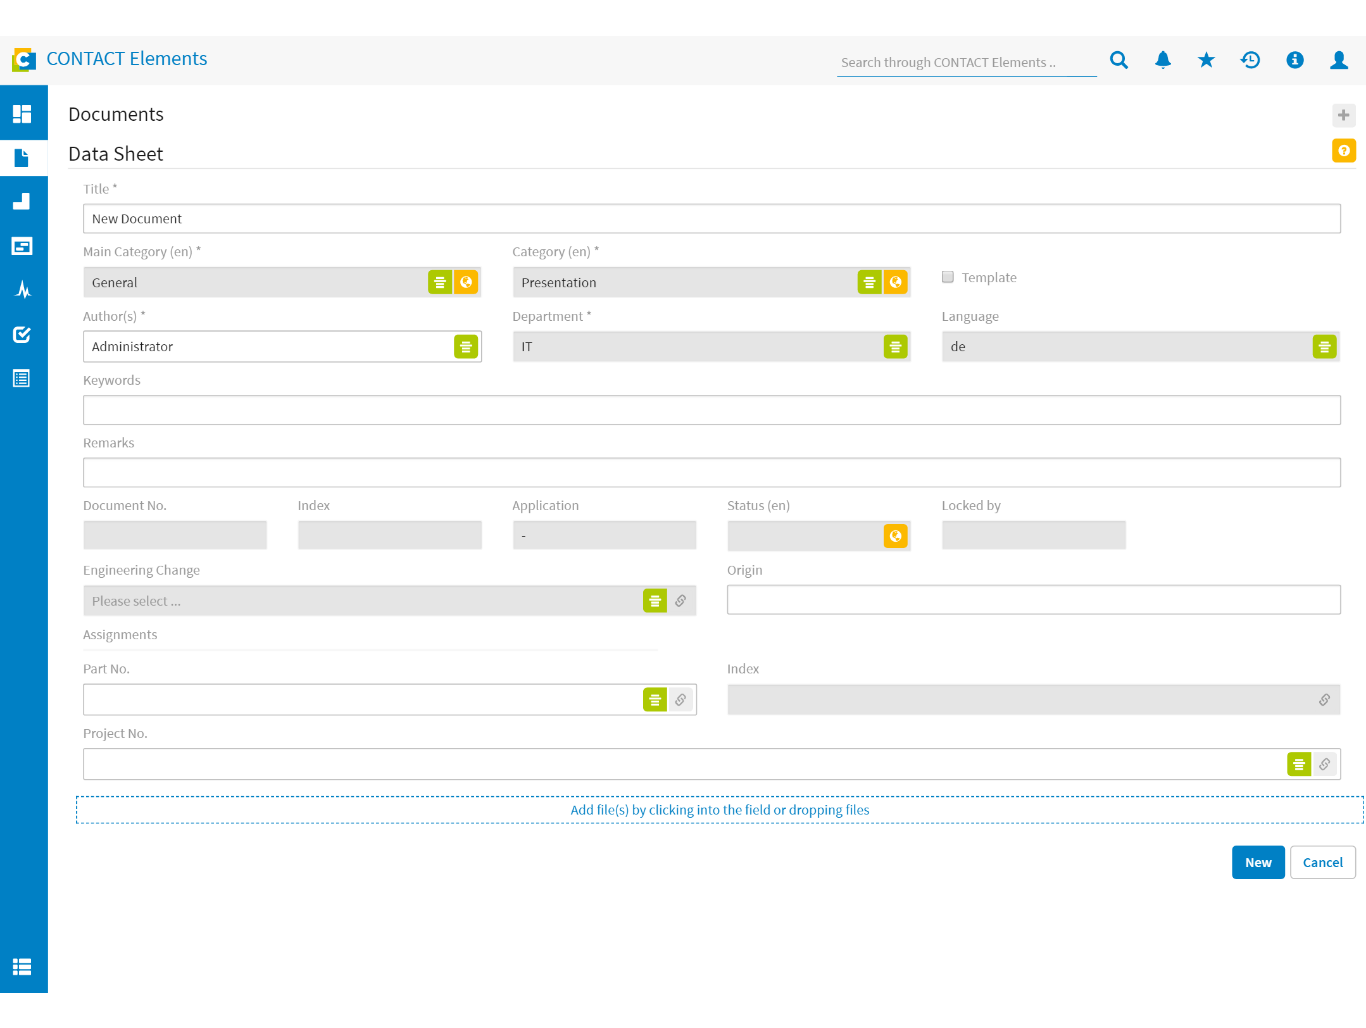 CONTACT Elements
Search through CONTACT Elements ..
Documents
Data Sheet
Title *
New Document
Main Category (en) *
Category (en) *
General
Presentation
Template
Author(s) *
Department *
Language
Administrator
IT
de
Keywords
Remarks
Document No.
Index
Application
Status (en)
Locked by
-
Engineering Change
Origin
Please select ...
Assignments
Part No.
Index
Project No.
Add file(s) by clicking into the field or dropping files
New
Cancel